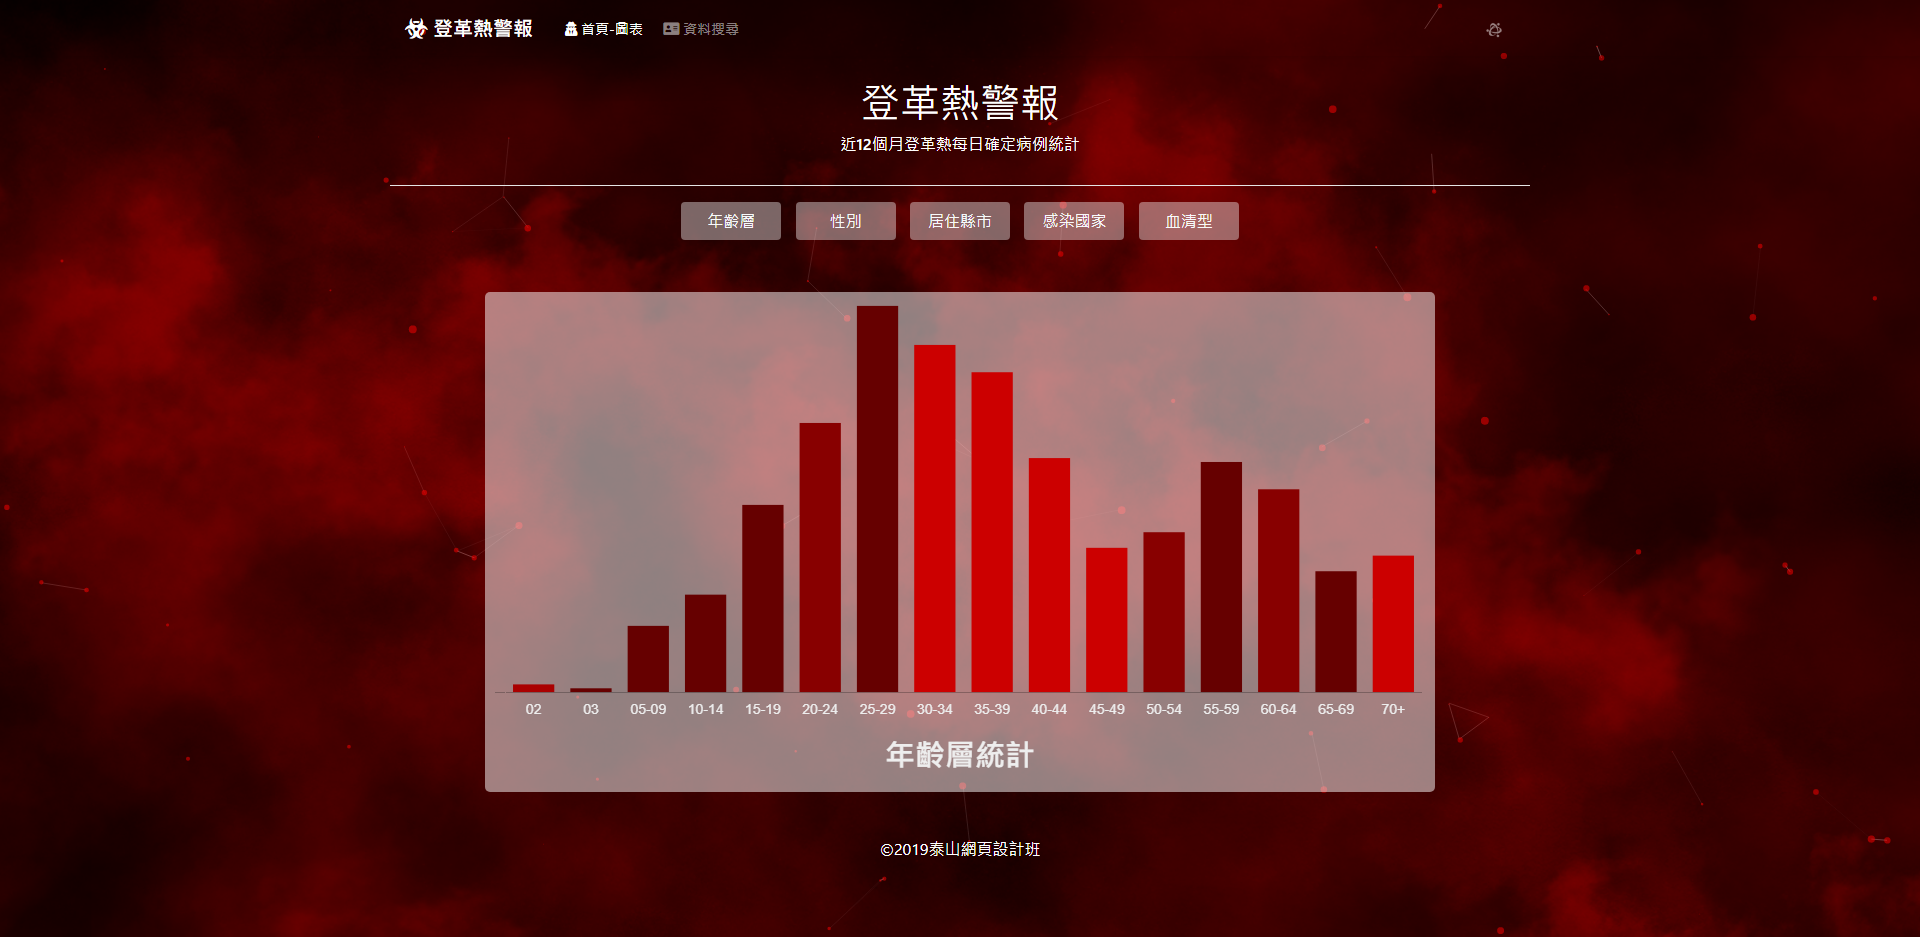 登革熱警報 首頁-圖表 資料搜尋
登革熱警報
近12個月登革熱每日確定病例統計
年齡層 性別 居住縣市 感染國家 血清型
02 03 05-09 10-14 15-19 20-24 25-29 30-34 35-39 40-44 45-49 50-54 55-59 60-64 65-69 70+
年齡層統計
©2019泰山網頁設計班